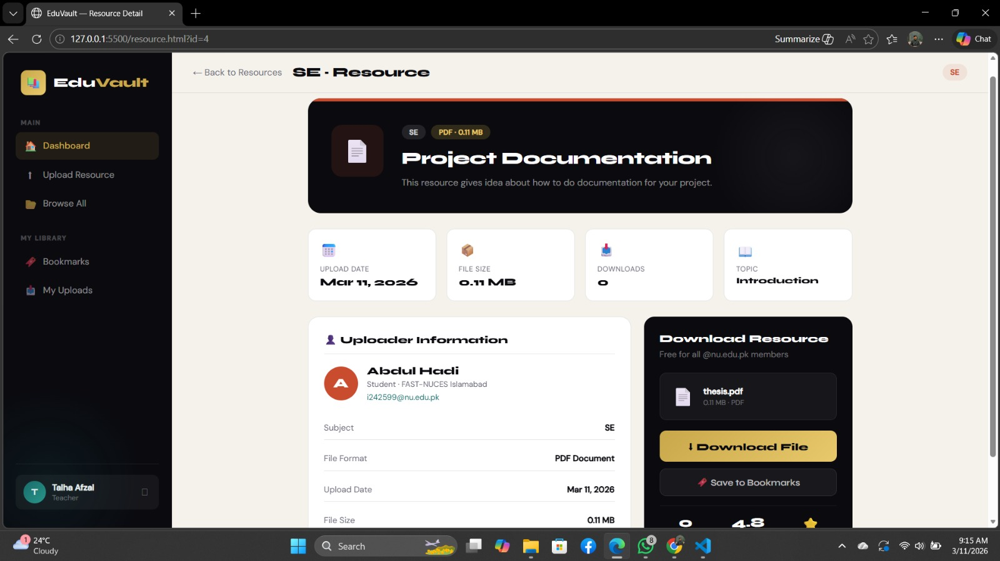 EduVault — Resource Detail
127.0.0.1:5500/resource.html?id=4
Summarize
Chat
EduVault
MAIN
Dashboard
Upload Resource
Browse All
MY LIBRARY
Bookmarks
My Uploads
T
Talha Afzal
Teacher
← Back to Resources
SE · Resource
SE
SE
PDF · 0.11 MB
Project Documentation
This resource gives idea about how to do documentation for your project.
UPLOAD DATE
Mar 11, 2026
FILE SIZE
0.11 MB
DOWNLOADS
0
TOPIC
Introduction
Uploader Information
A
Abdul Hadi
Student · FAST-NUCES Islamabad
i242599@nu.edu.pk
Subject
SE
File Format
PDF Document
Upload Date
Mar 11, 2026
File Size
0.11 MB
Download Resource
Free for all @nu.edu.pk members
thesis.pdf
0.11 MB · PDF
⬇ Download File
Save to Bookmarks
0
4.8
1
24°C
Cloudy
Search
8
9:15 AM
3/11/2026